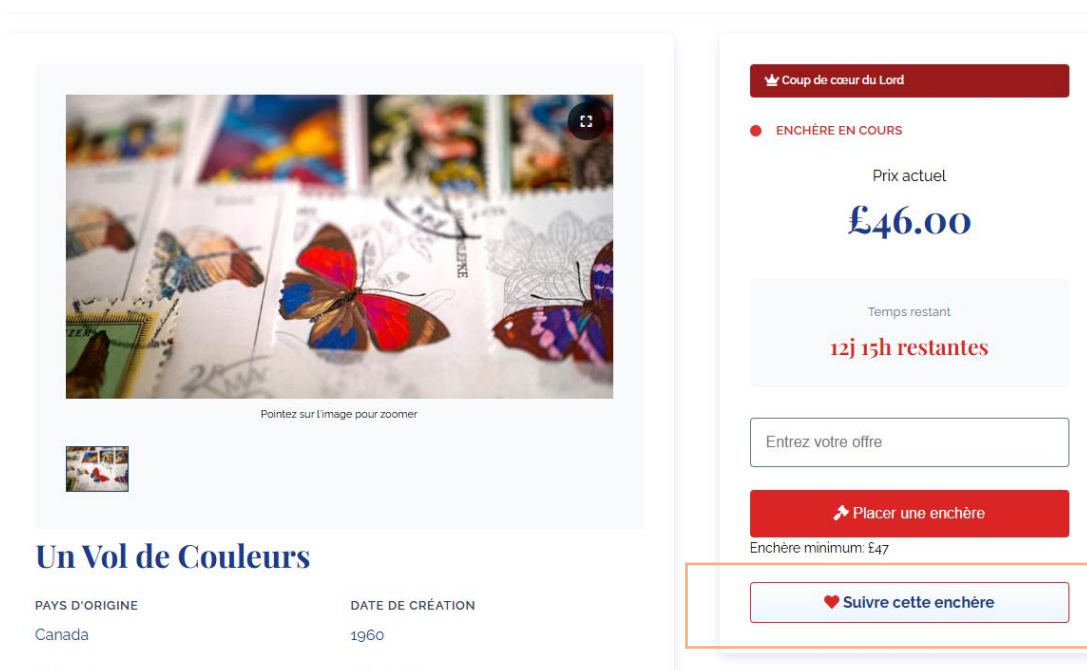 Pointez sur l'image pour zoomer
Un Vol de Couleurs
PAYS D'ORIGINE
DATE DE CRÉATION
Canada
1960
Coup de cœur du Lord
ENCHÈRE EN COURS
Prix actuel
£46.00
Temps restant
12j 15h restantes
Entrez votre offre
Placer une enchère
Enchère minimum: £47
Suivre cette enchère